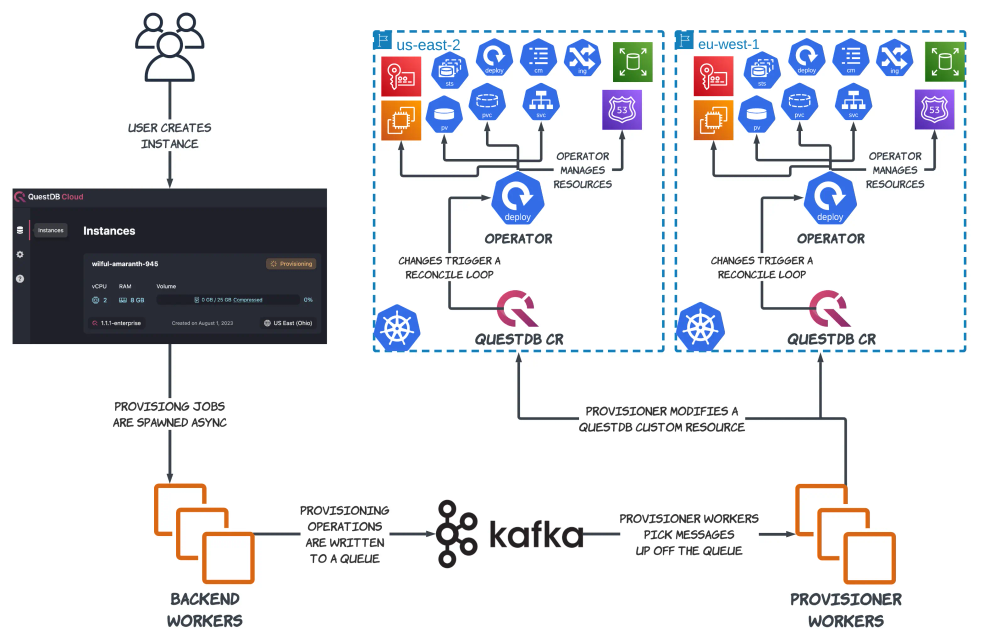 USER CREATES
INSTANCE
QuestDB Cloud
Instances
Instances
wilful-amaranth-945
Provisioning
vCPU RAM Volume
2 8 GB 0 GB / 25 GB Compressed 0%
1.1.1-enterprise Created on August 1, 2023 US East (Ohio)
PROVISIONG JOBS
ARE SPAWNED ASYNC
BACKEND
WORKERS
PROVISIONING
OPERATIONS
ARE WRITTEN
TO A QUEUE
kafka
PROVISIONER WORKERS
PICK MESSAGES
UP OFF THE QUEUE
PROVISIONER
WORKERS
PROVISIONER MODIFIES A
QUESTDB CUSTOM RESOURCE
us-east-2
sts
deploy
cm
ing
pv
pvc
svc
53
OPERATOR
MANAGES
RESOURCES
deploy
OPERATOR
CHANGES TRIGGER A
RECONCILE LOOP
QUESTDB CR
eu-west-1
sts
deploy
cm
ing
pv
pvc
svc
53
OPERATOR
MANAGES
RESOURCES
deploy
OPERATOR
CHANGES TRIGGER A
RECONCILE LOOP
QUESTDB CR